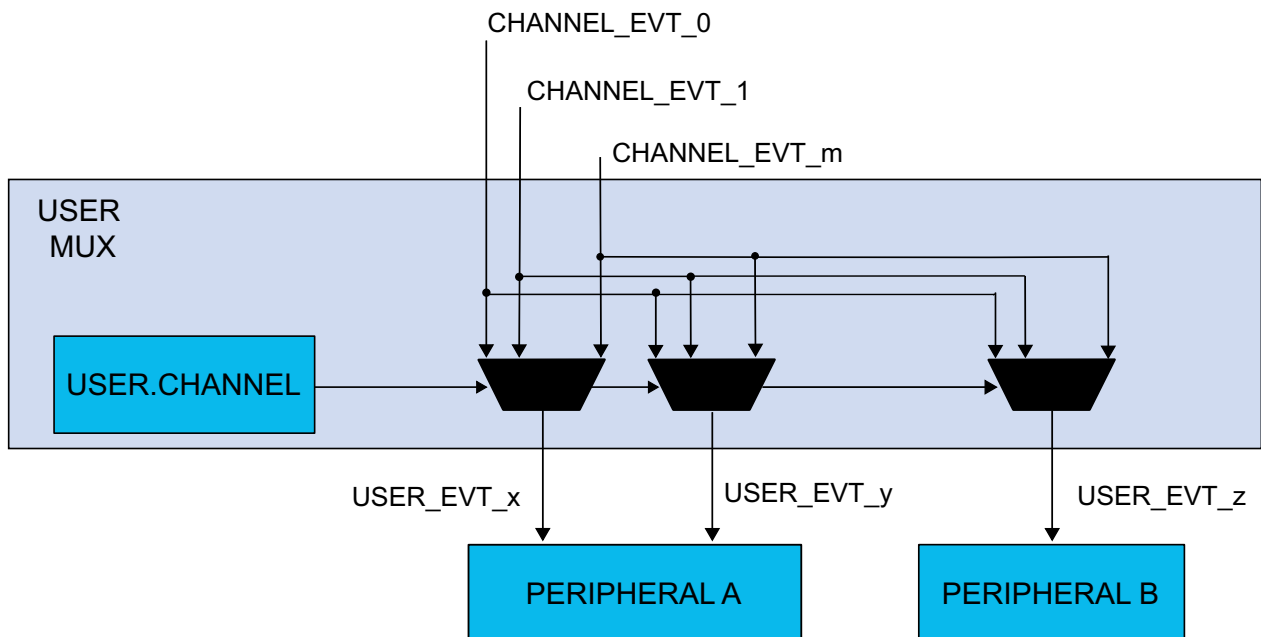 CHANNEL_EVT_0
CHANNEL_EVT_1
CHANNEL_EVT_m
USER
MUX
USER.CHANNEL
USER_EVT_x
USER_EVT_y
USER_EVT_z
PERIPHERAL A
PERIPHERAL B